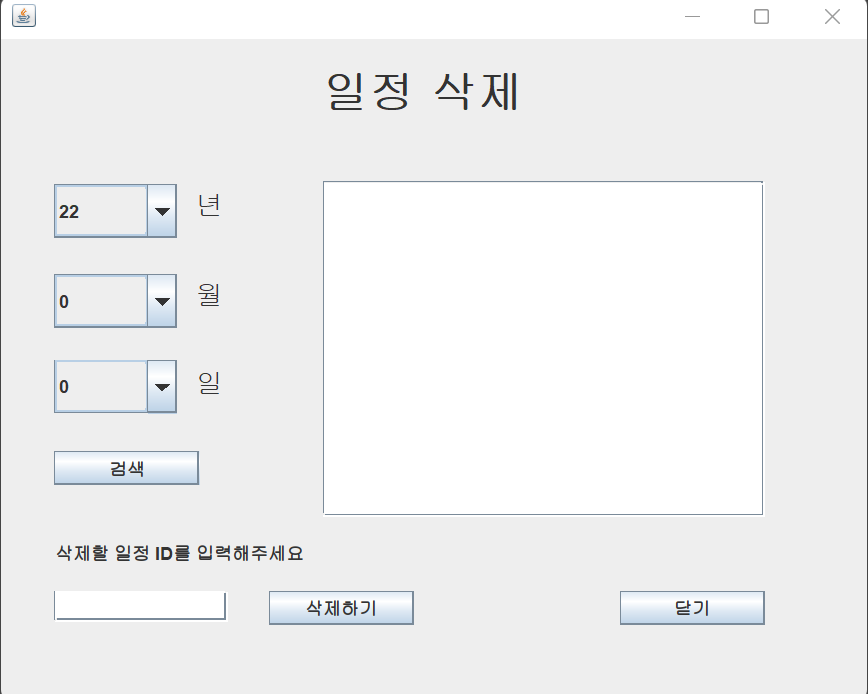 일정 삭제
22 년
0 월
0 일
검색
삭제할 일정 ID를 입력해주세요
삭제하기 닫기